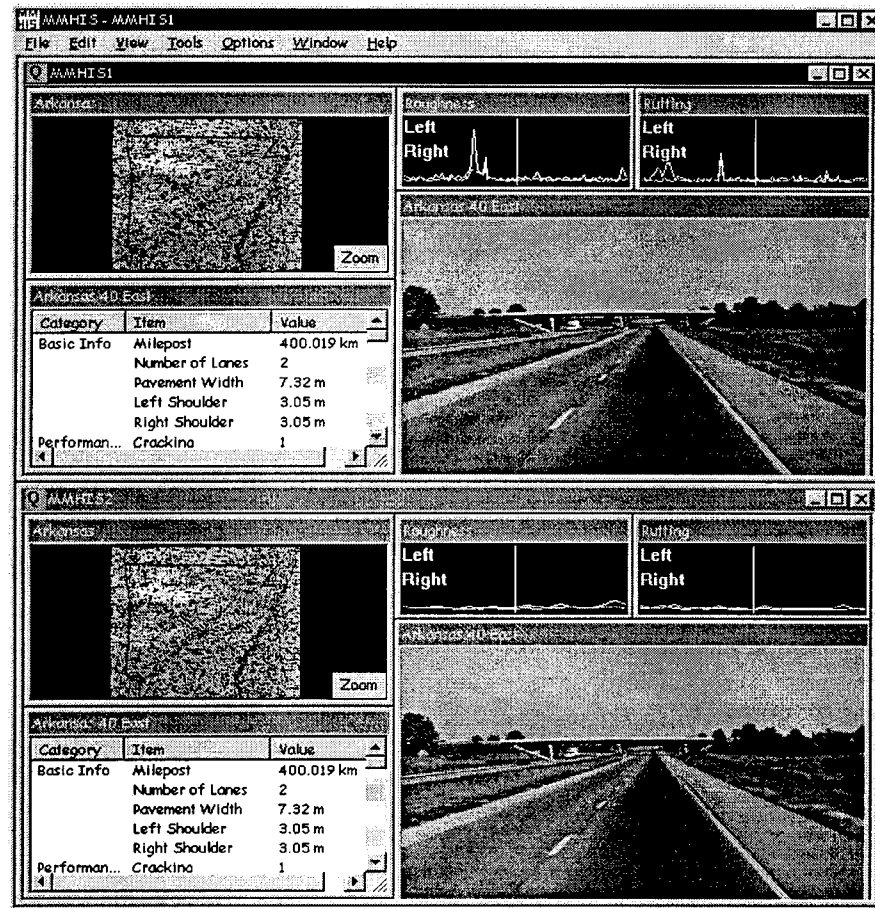 MMHIS - MMHIS1
File Edit View Tools Options Window Help
MMHIS1
Arkansas
Zoom
Roughness
Left
Right
Rutting
Left
Right
Arkansas 40 East
Arkansas 40 East
Category Item Value
Basic Info Milepost 400.019 km
Number of Lanes 2
Pavement Width 7.32 m
Left Shoulder 3.05 m
Right Shoulder 3.05 m
Performan... Cracking 1
MMHIS2
Arkansas
Zoom
Roughness
Left
Right
Rutting
Left
Right
Arkansas 40 East
Arkansas 40 East
Category Item Value
Basic Info Milepost 400.019 km
Number of Lanes 2
Pavement Width 7.32 m
Left Shoulder 3.05 m
Right Shoulder 3.05 m
Performan... Cracking 1